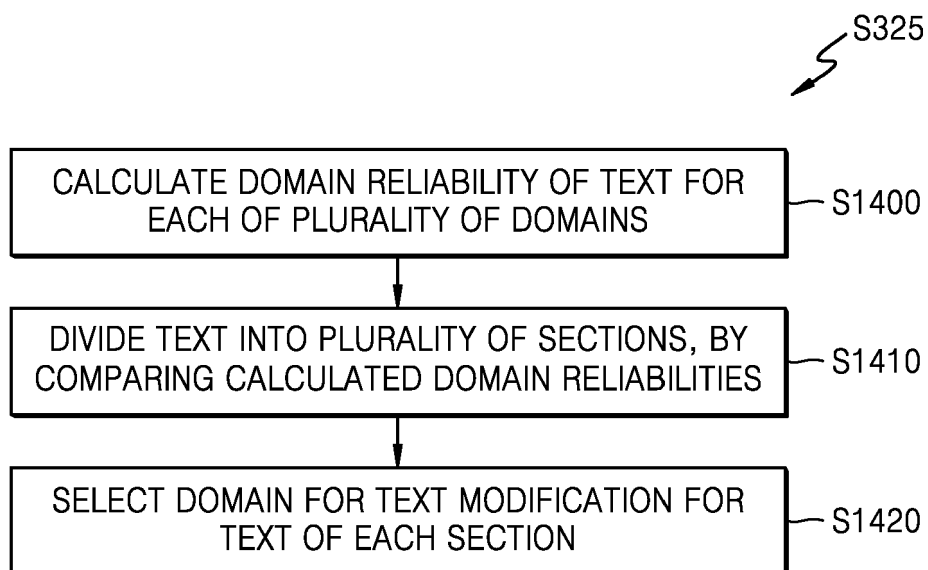 S325
CALCULATE DOMAIN RELIABILITY OF TEXT FOR
EACH OF PLURALITY OF DOMAINS
S1400
DIVIDE TEXT INTO PLURALITY OF SECTIONS, BY
COMPARING CALCULATED DOMAIN RELIABILITIES
S1410
SELECT DOMAIN FOR TEXT MODIFICATION FOR
TEXT OF EACH SECTION
S1420